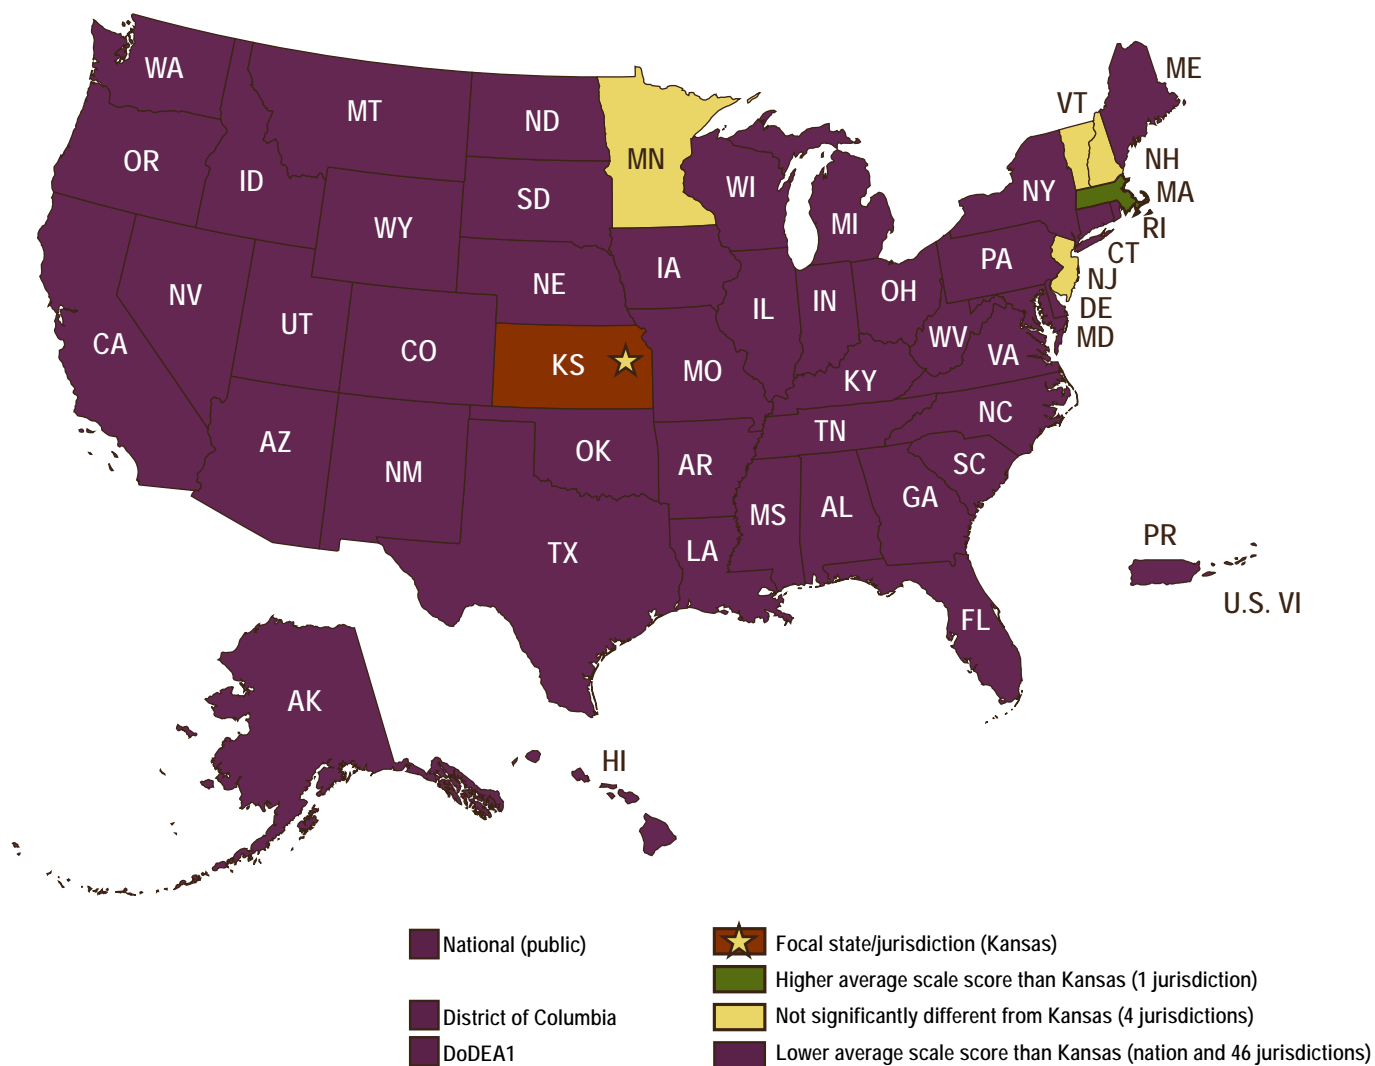 WA
ME
MT
VT
ND
OR
MN
NH
ID
WI
NY
MA
SD
WY
MI
RI
CT
PA
IA
NJ
NE
OH
NV
IN
IL
DE
UT
WV
MD
CA
CO
VA
KS
MO
KY
NC
TN
AZ
OK
SC
AR
NM
GA
MS
AL
PR
TX
LA
U.S. VI
FL
AK
HI
National (public)
Focal state/jurisdiction (Kansas)
Higher average scale score than Kansas (1 jurisdiction)
District of Columbia
Not significantly different from Kansas (4 jurisdictions)
DoDEA1
Lower average scale score than Kansas (nation and 46 jurisdictions)